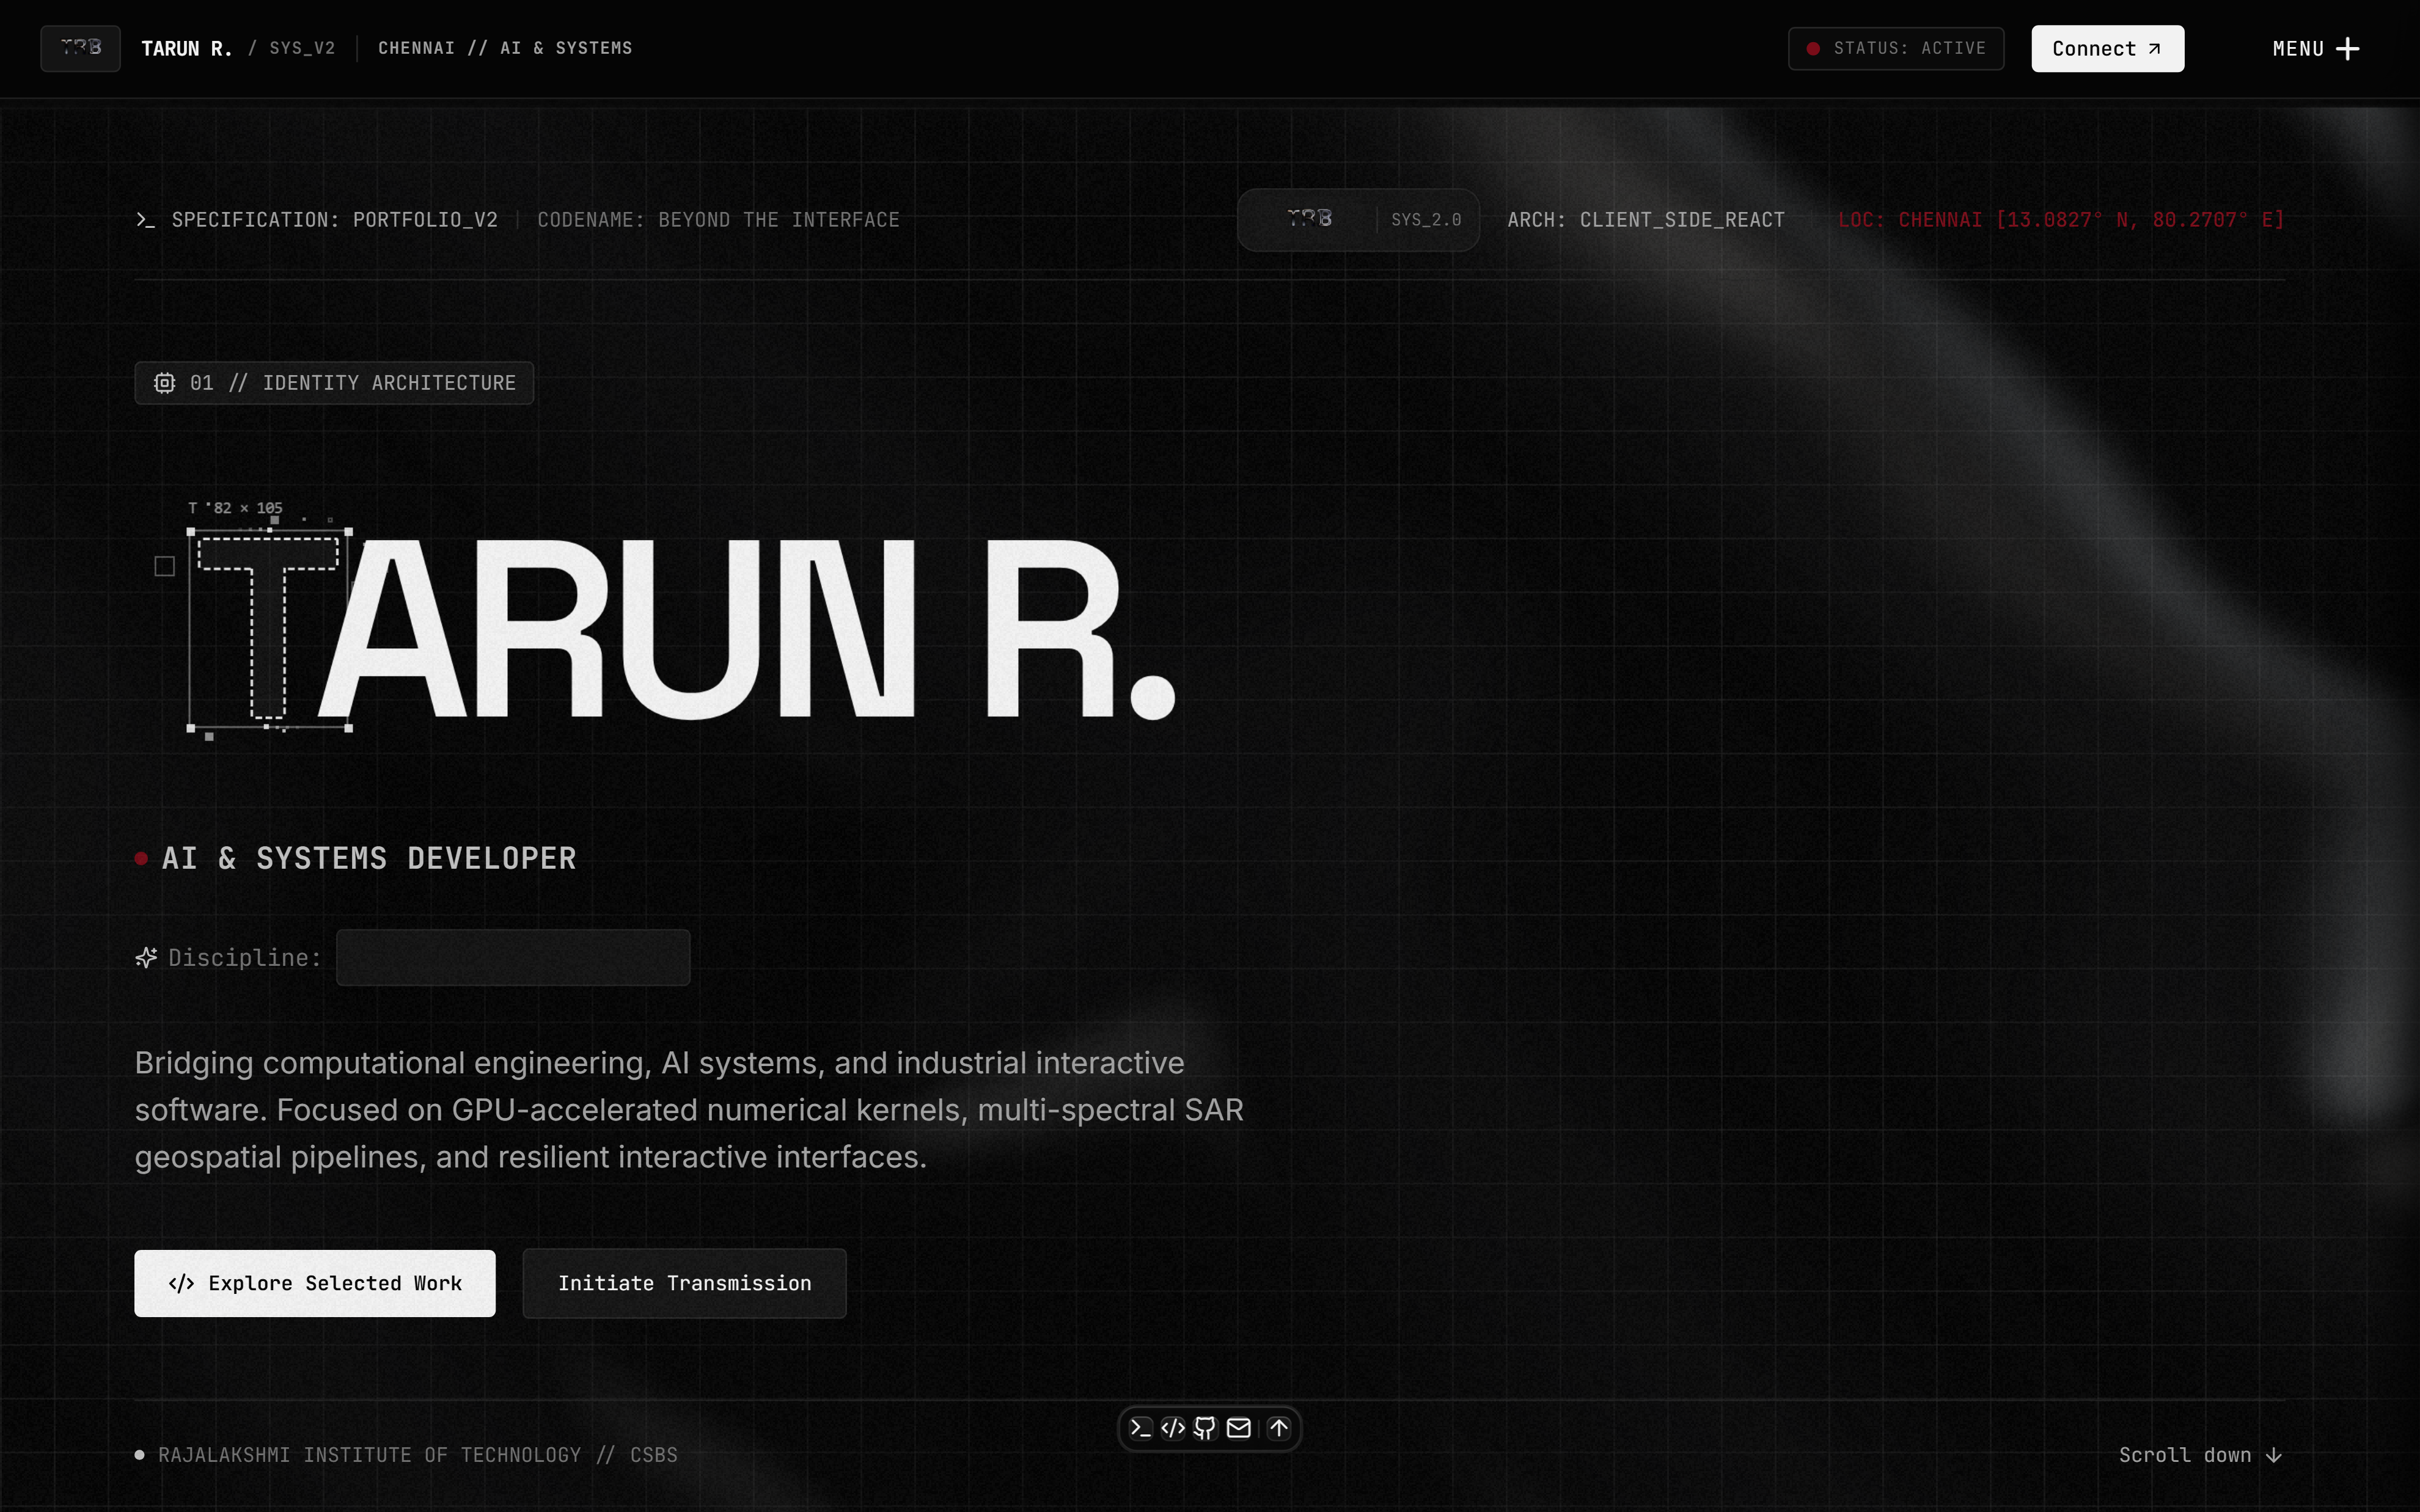 TARUN R. / SYS_V2 CHENNAI // AI & SYSTEMS STATUS: ACTIVE Connect ↗ MENU +
>_ SPECIFICATION: PORTFOLIO_V2 CODENAME: BEYOND THE INTERFACE SYS_2.0 ARCH: CLIENT_SIDE_REACT LOC: CHENNAI [13.0827° N, 80.2707° E]
01 // IDENTITY ARCHITECTURE
T 82 × 105
TARUN R.
AI & SYSTEMS DEVELOPER
Discipline:
Bridging computational engineering, AI systems, and industrial interactive
software. Focused on GPU-accelerated numerical kernels, multi-spectral SAR
geospatial pipelines, and resilient interactive interfaces.
</> Explore Selected Work Initiate Transmission
RAJALAKSHMI INSTITUTE OF TECHNOLOGY // CSBS Scroll down ↓